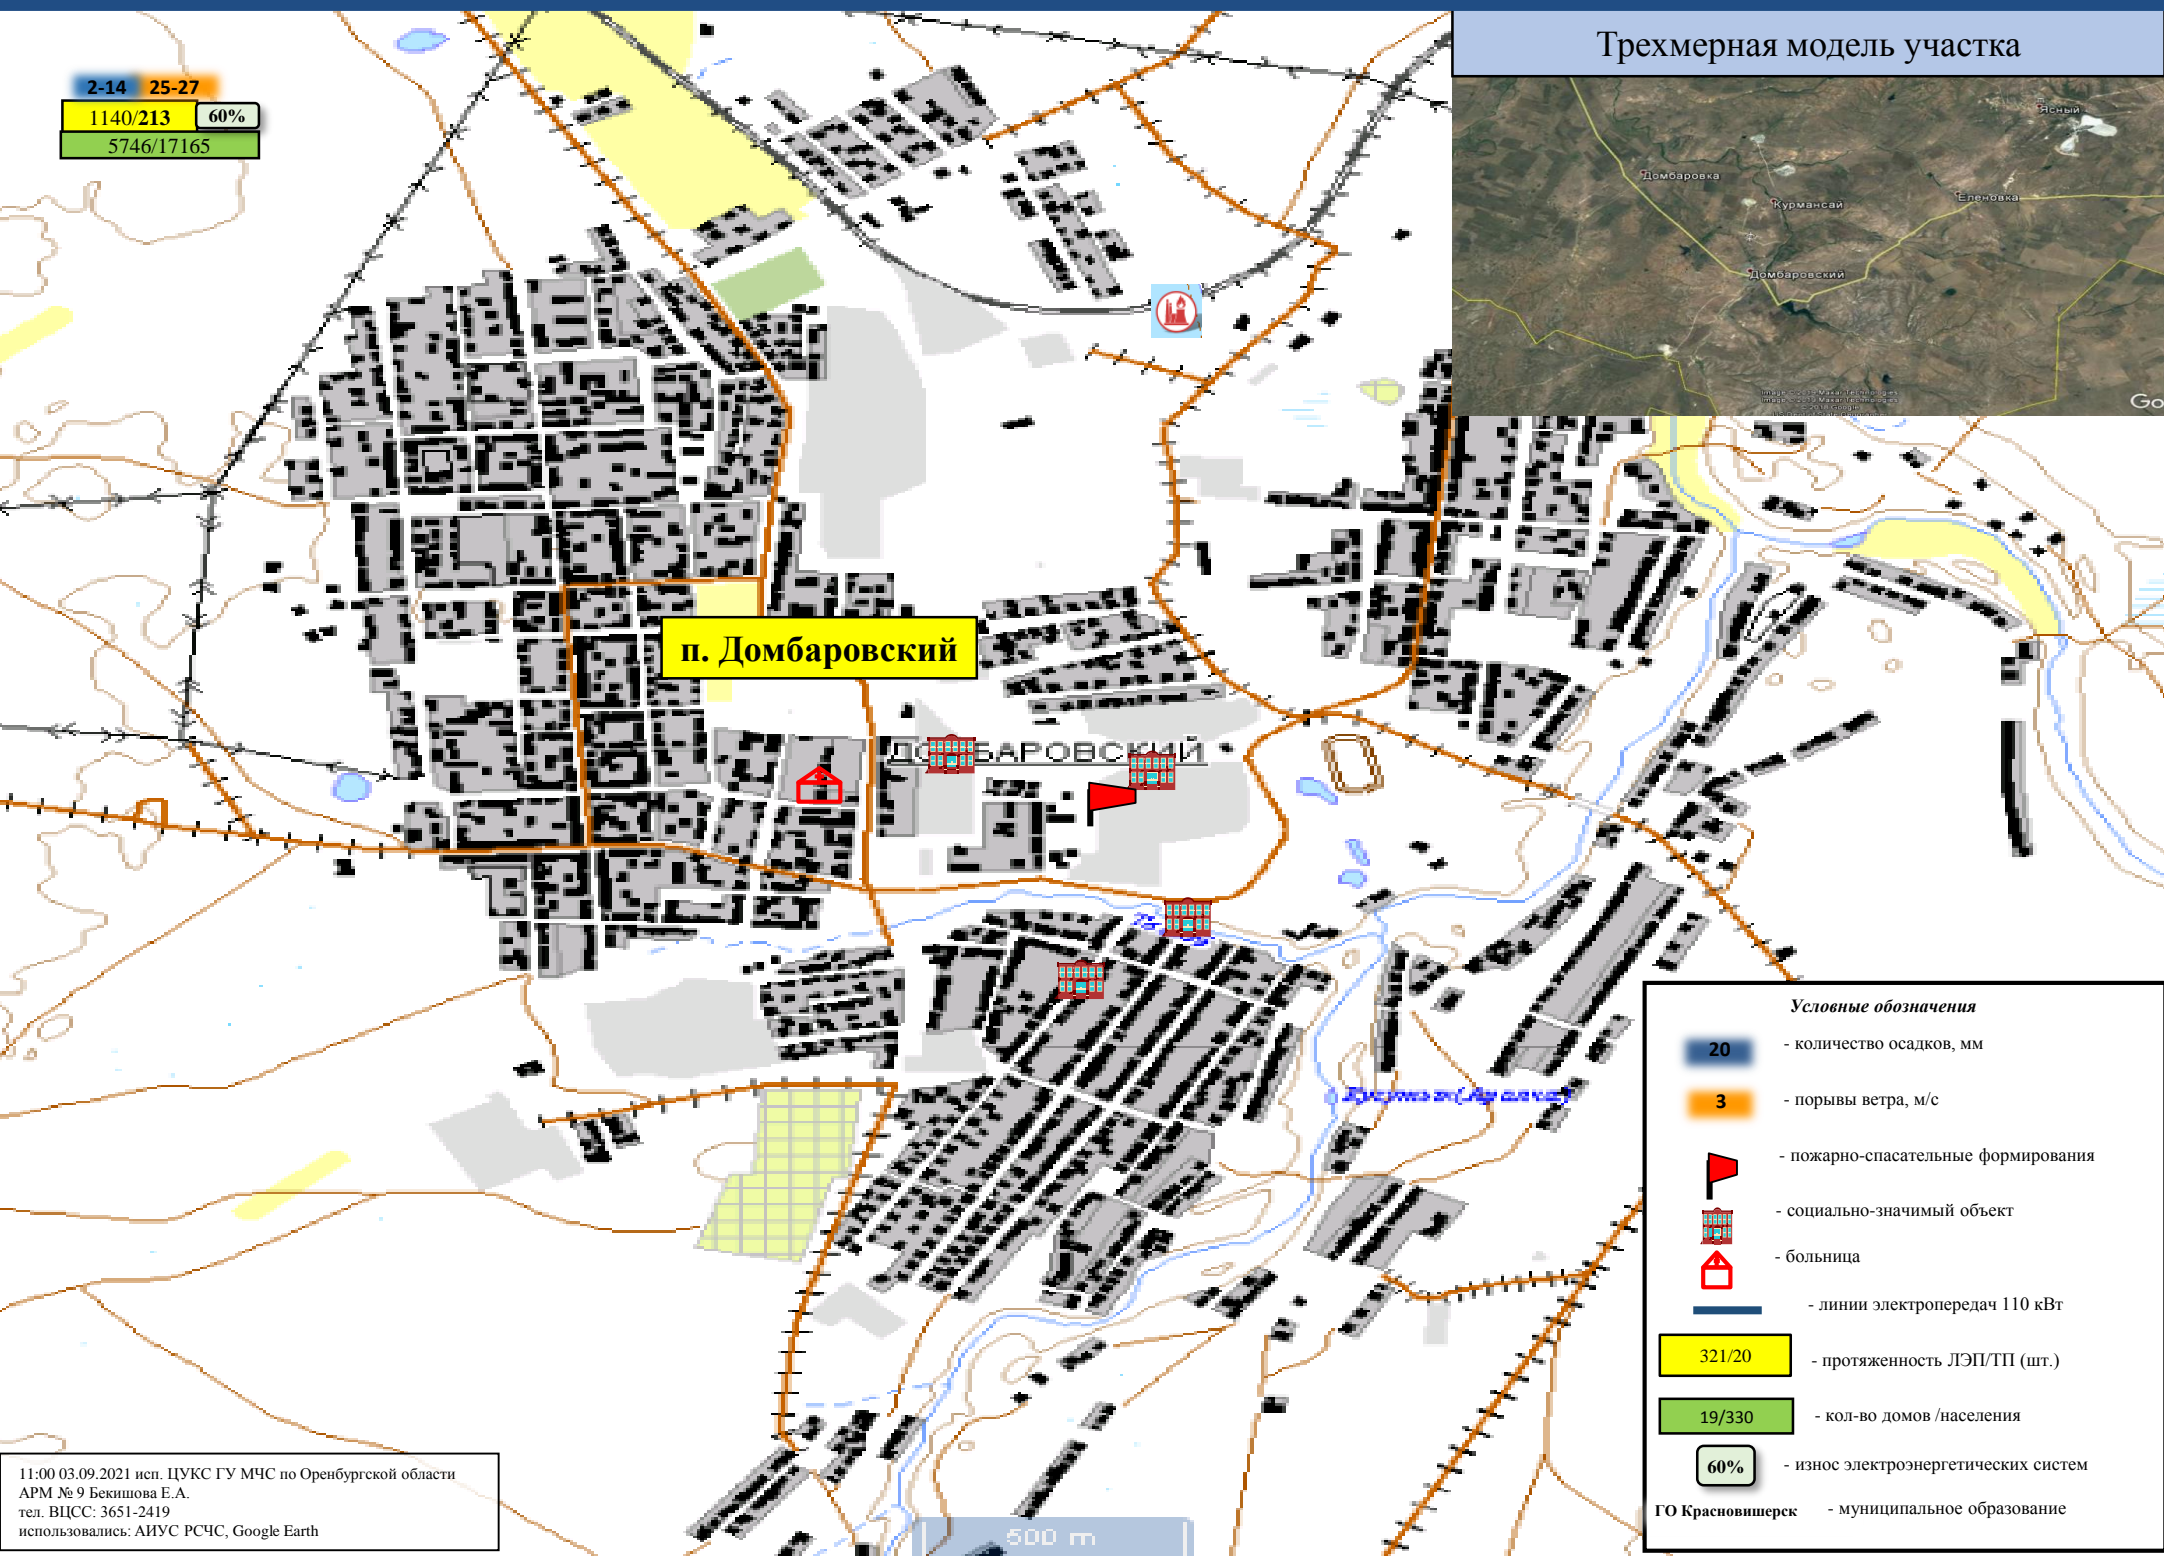 Трехмерная модель участка
2-14 25-27
1140/213 60%
5746/17165
Ясный
Домбаровка
Курмансай
Еленовка
Домбаровский
Go
п. Домбаровский
ДОМБАРОВСКИЙ
Условные обозначения
20 - количество осадков, мм
3 - порывы ветра, м/с
- пожарно-спасательные формирования
- социально-значимый объект
- больница
- линии электропередач 110 кВт
321/20 - протяженность ЛЭП/ТП (шт.)
19/330 - кол-во домов /населения
60% - износ электроэнергетических систем
ГО Красновишерск - муниципальное образование
11:00 03.09.2021 исп. ЦУКС ГУ МЧС по Оренбургской области
АРМ № 9 Бекишова Е.А.
тел. ВЦСС: 3651-2419
использовались: АИУС РСЧС, Google Earth
500 m